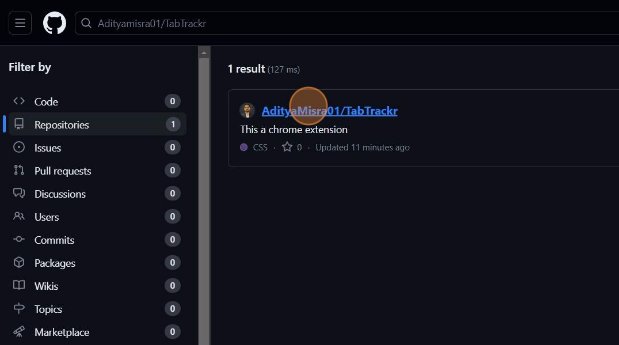 Adityamisra01/TabTrackr
Filter by
Code 0
Repositories 1
Issues 0
Pull requests 0
Discussions 0
Users 0
Commits 0
Packages 0
Wikis 0
Topics 0
Marketplace 0
1 result (127 ms)
AdityaMisra01/TabTrackr
This a chrome extension
CSS · 0 · Updated 11 minutes ago